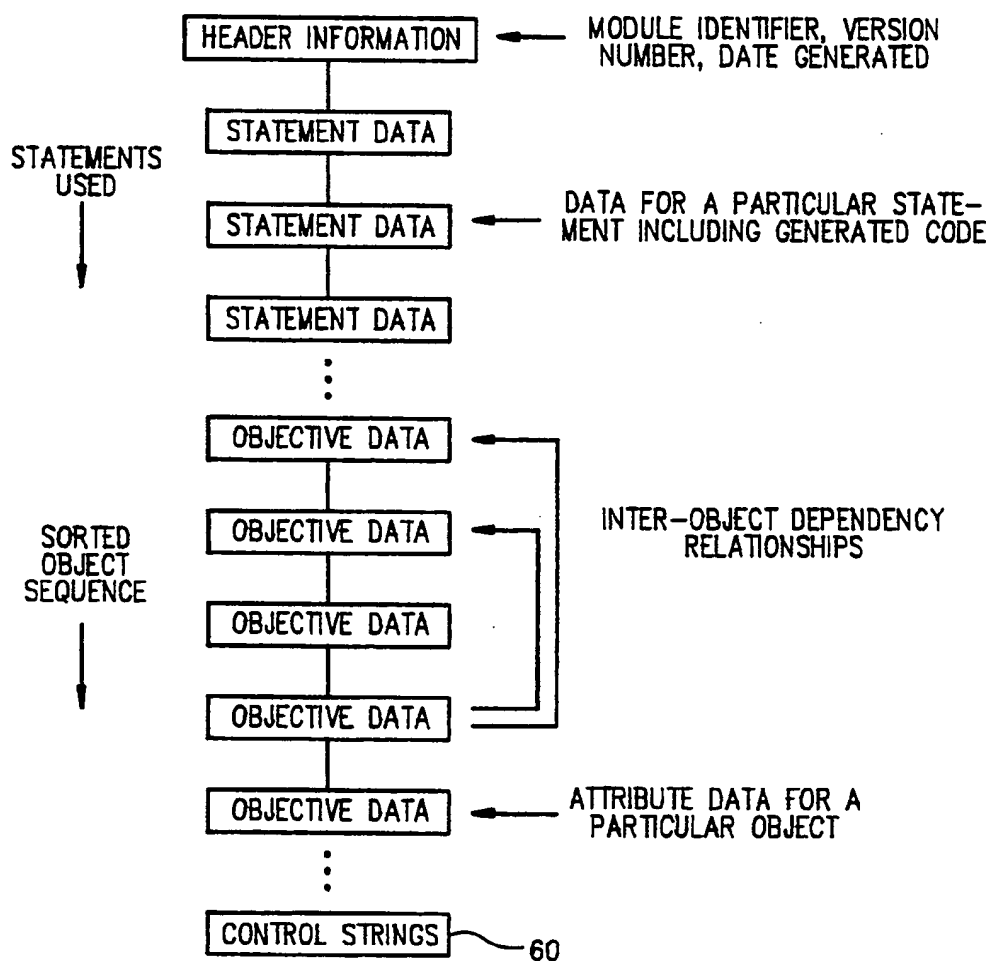 HEADER INFORMATION
MODULE IDENTIFIER, VERSION
NUMBER, DATE GENERATED
STATEMENT DATA
STATEMENTS
USED
STATEMENT DATA
DATA FOR A PARTICULAR STATE-
MENT INCLUDING GENERATED CODE
STATEMENT DATA
OBJECTIVE DATA
OBJECTIVE DATA
INTER-OBJECT DEPENDENCY
RELATIONSHIPS
SORTED
OBJECT
SEQUENCE
OBJECTIVE DATA
OBJECTIVE DATA
OBJECTIVE DATA
ATTRIBUTE DATA FOR A
PARTICULAR OBJECT
CONTROL STRINGS
60